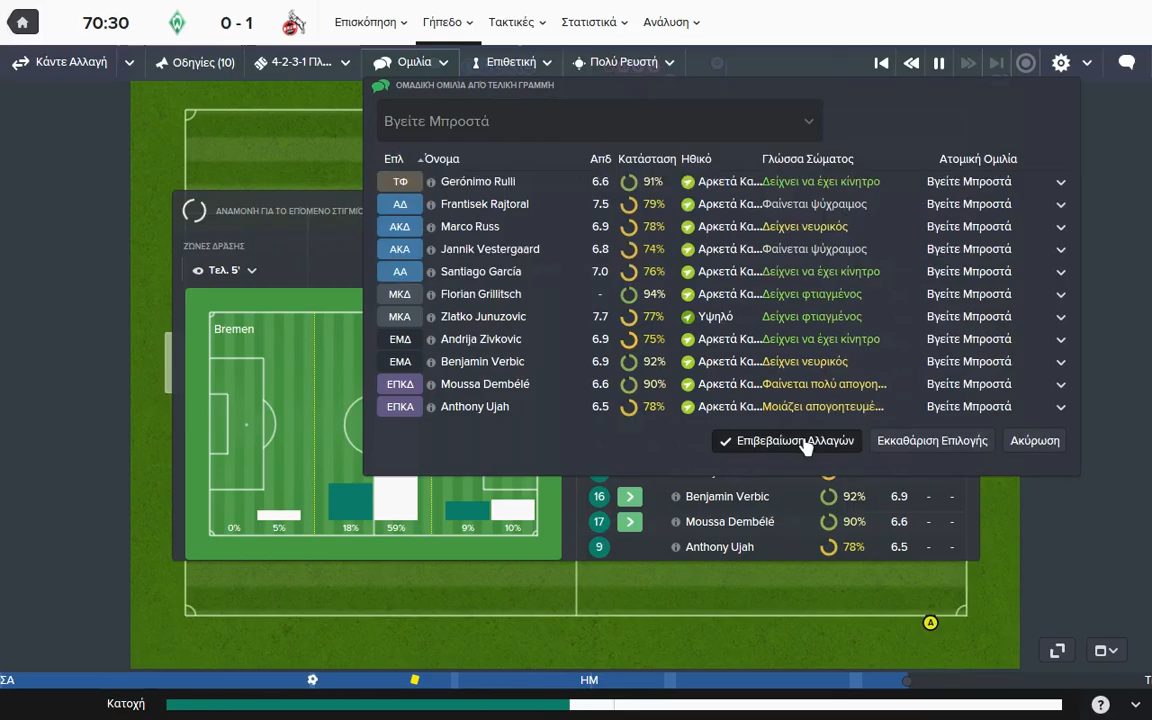 70:30
0 - 1
Επισκόπηση
Γήπεδο
Τακτικές
Στατιστικά
Ανάλυση
Κάντε Αλλαγή
Οδηγίες (10)
4-2-3-1 Πλ...
Ομιλία
Επιθετική
Πολύ Ρευστή
ΟΜΑΔΙΚΗ ΟΜΙΛΙΑ ΑΠΟ ΤΕΛΙΚΗ ΓΡΑΜΜΗ
Βγείτε Μπροστά
Επλ Όνομα Απδ Κατάσταση Ηθικό Γλώσσα Σώματος Ατομική Ομιλία
ΤΦ Gerónimo Rulli 6.6 91% Αρκετά Κα... Δείχνει να έχει κίνητρο Βγείτε Μπροστά
ΑΔ Frantisek Rajtoral 7.5 79% Αρκετά Κα... Φαίνεται ψύχραιμος Βγείτε Μπροστά
ΑΚΔ Marco Russ 6.9 78% Αρκετά Κα... Δείχνει νευρικός Βγείτε Μπροστά
ΑΚΑ Jannik Vestergaard 6.8 74% Αρκετά Κα... Φαίνεται ψύχραιμος Βγείτε Μπροστά
ΑΑ Santiago García 7.0 76% Αρκετά Κα... Δείχνει να έχει κίνητρο Βγείτε Μπροστά
ΜΚΔ Florian Grillitsch - 94% Αρκετά Κα... Δείχνει φτιαγμένος Βγείτε Μπροστά
ΜΚΑ Zlatko Junuzovic 7.7 77% Υψηλό Δείχνει φτιαγμένος Βγείτε Μπροστά
ΕΜΔ Andrija Zivkovic 6.9 75% Αρκετά Κα... Δείχνει να έχει κίνητρο Βγείτε Μπροστά
ΕΜΑ Benjamin Verbic 6.9 92% Αρκετά Κα... Δείχνει νευρικός Βγείτε Μπροστά
ΕΠΚΔ Moussa Dembélé 6.6 90% Αρκετά Κα... Φαίνεται πολύ απογοη... Βγείτε Μπροστά
ΕΠΚΑ Anthony Ujah 6.5 78% Αρκετά Κα... Μοιάζει απογοητευμέ... Βγείτε Μπροστά
Επιβεβαίωση Αλλαγών
Εκκαθάριση Επιλογής
Ακύρωση
ΑΝΑΜΟΝΗ ΓΙΑ ΤΟ ΕΠΟΜΕΝΟ ΣΤΙΓΜΙΟ
ΖΩΝΕΣ ΔΡΑΣΗΣ
Τελ. 5'
Bremen
0% 5% 18% 59% 9% 10%
16 Benjamin Verbic 92% 6.9 - -
17 Moussa Dembélé 90% 6.6 - -
9 Anthony Ujah 78% 6.5 - -
A
ΣΑ
ΗΜ
Τ
Κατοχή
?